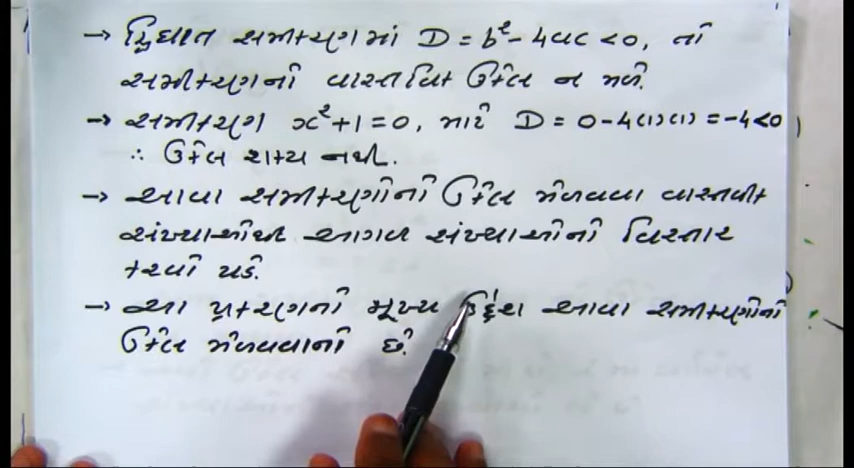 → દ્વિઘાત સમીકરણમાં D = b² - 4ac < 0, તો
સમીકરણનો વાસ્તવિક ઉકેલ ન મળે.
→ સમીકરણ x² + 1 = 0, માટે D = 0 - 4(1)(1) = -4 < 0
∴ ઉકેલ શક્ય નથી.
→ આવા સમીકરણોનો ઉકેલ મેળવવા વાસ્તવિક
સંખ્યાઓથી આગળ સંખ્યાઓનો વિસ્તાર
કરવો પડે.
→ આ પ્રકરણનો મૂખ્ય ઉદ્દેશ આવા સમીકરણોનો
ઉકેલ મેળવવાનો છે.